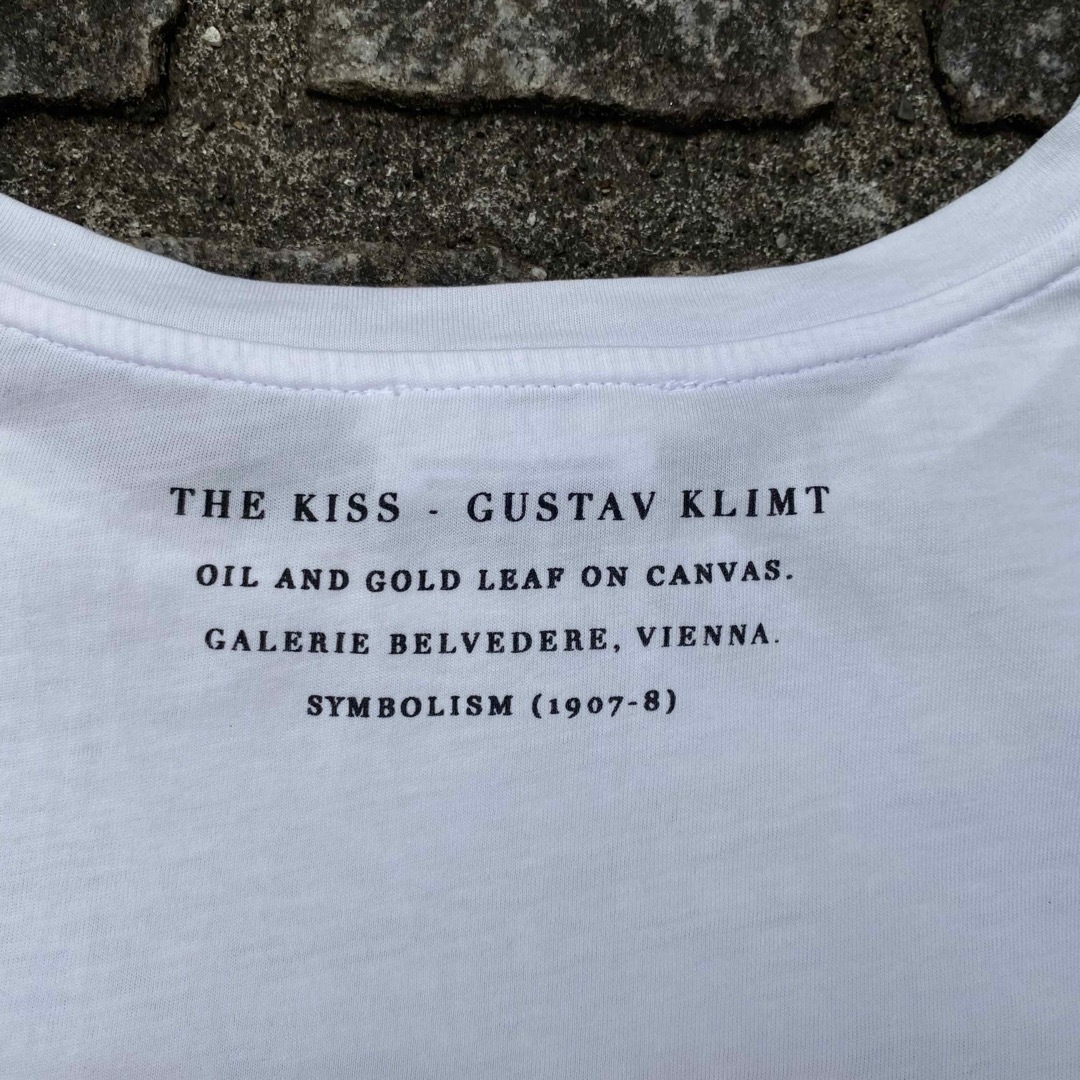 THE KISS - GUSTAV KLIMT
OIL AND GOLD LEAF ON CANVAS.
GALERIE BELVEDERE, VIENNA.
SYMBOLISM (1907-8)